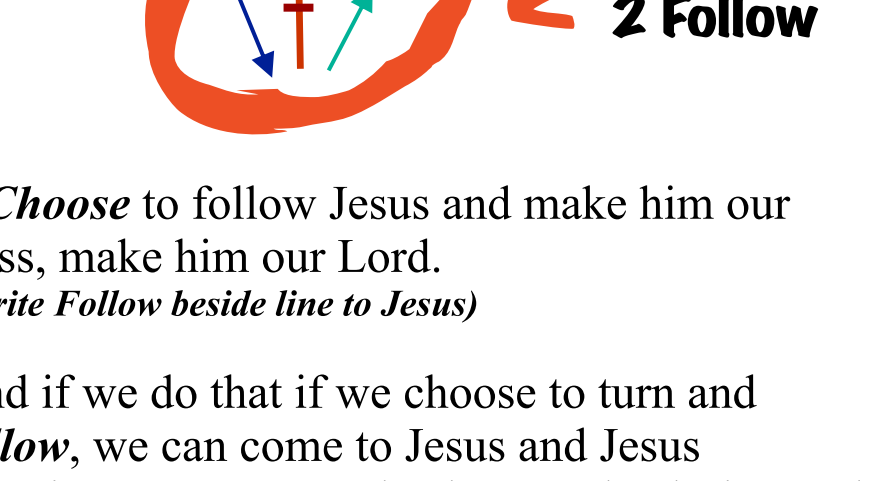 2 Follow
Choose to follow Jesus and make him our
ss, make him our Lord.
rite Follow beside line to Jesus)
nd if we do that if we choose to turn and
llow, we can come to Jesus and Jesus